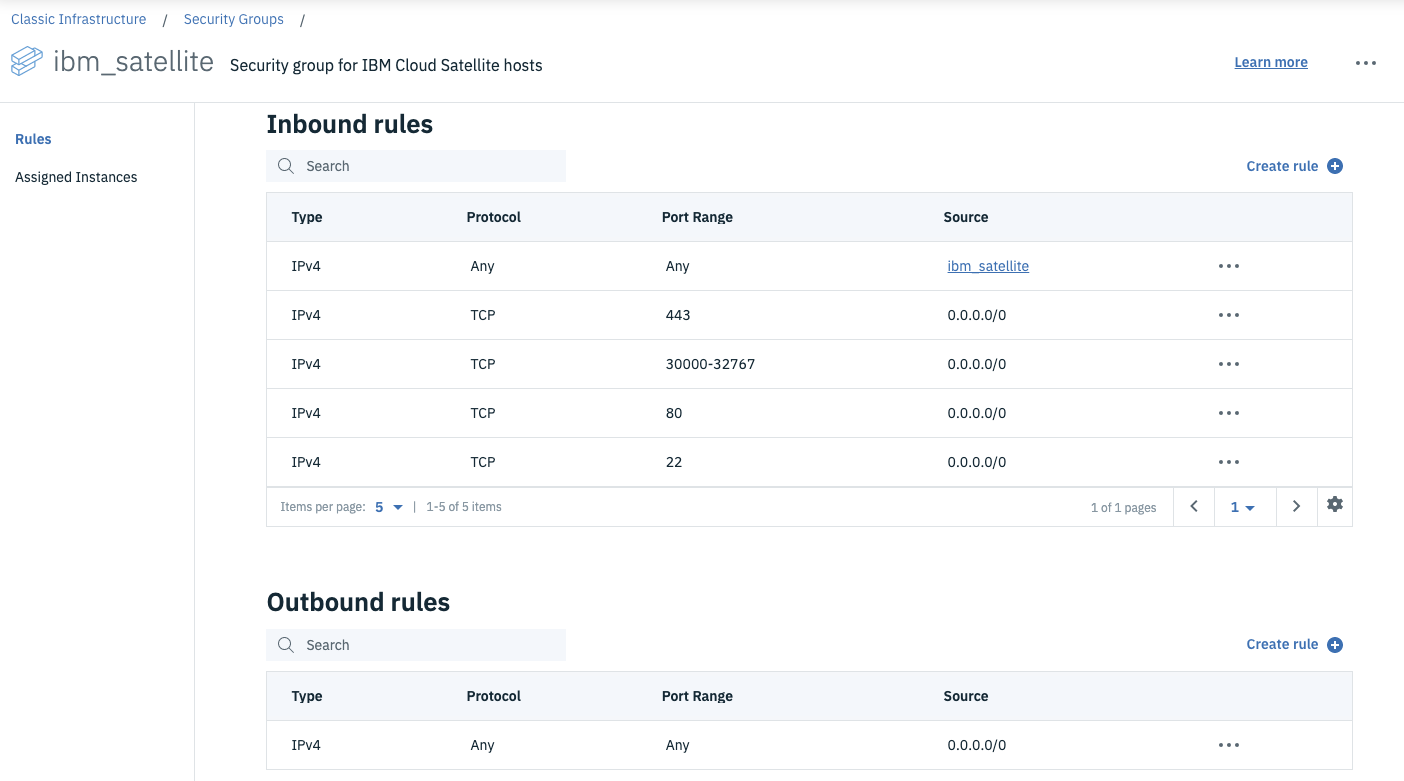 Classic Infrastructure / Security Groups /
ibm_satellite Security group for IBM Cloud Satellite hosts Learn more
Rules
Assigned Instances
Inbound rules
Search Create rule
Type Protocol Port Range Source
IPv4 Any Any ibm_satellite
IPv4 TCP 443 0.0.0.0/0
IPv4 TCP 30000-32767 0.0.0.0/0
IPv4 TCP 80 0.0.0.0/0
IPv4 TCP 22 0.0.0.0/0
Items per page: 5 | 1-5 of 5 items 1 of 1 pages 1
Outbound rules
Search Create rule
Type Protocol Port Range Source
IPv4 Any Any 0.0.0.0/0